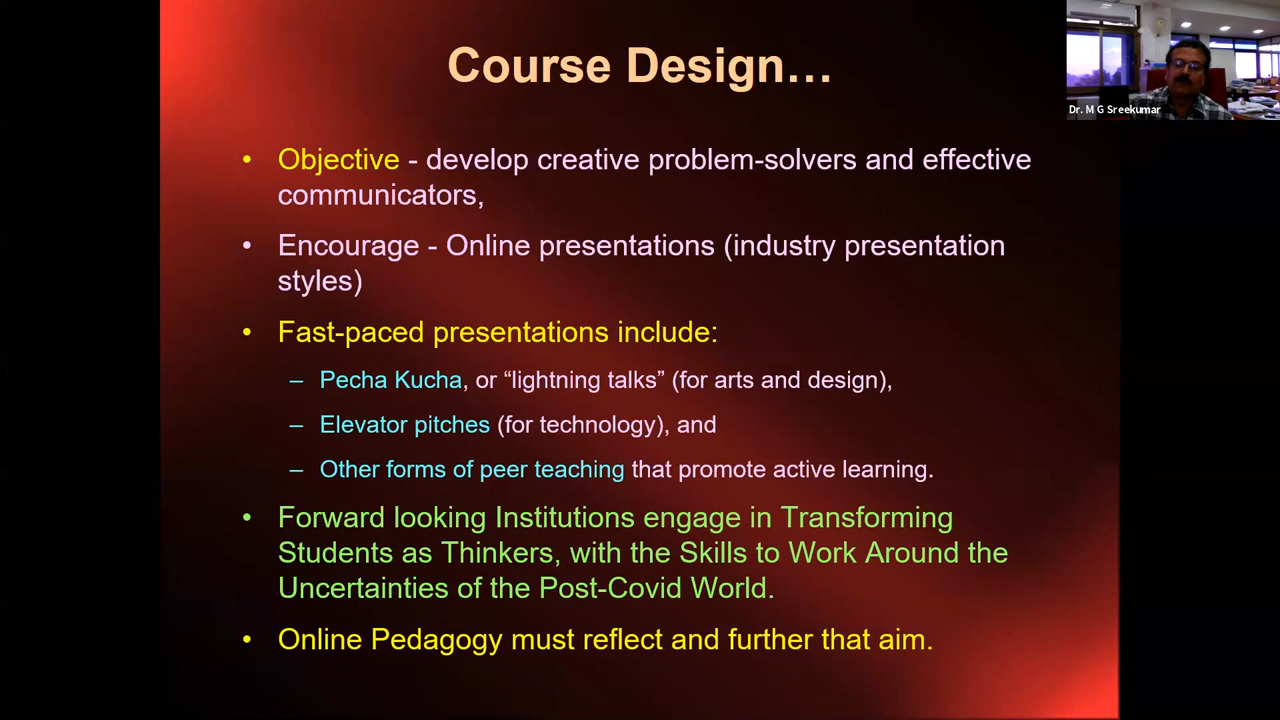 Course Design…
Dr. M G Sreekumar
• Objective - develop creative problem-solvers and effective
communicators,
• Encourage - Online presentations (industry presentation
styles)
• Fast-paced presentations include:
– Pecha Kucha, or “lightning talks” (for arts and design),
– Elevator pitches (for technology), and
– Other forms of peer teaching that promote active learning.
• Forward looking Institutions engage in Transforming
Students as Thinkers, with the Skills to Work Around the
Uncertainties of the Post-Covid World.
• Online Pedagogy must reflect and further that aim.